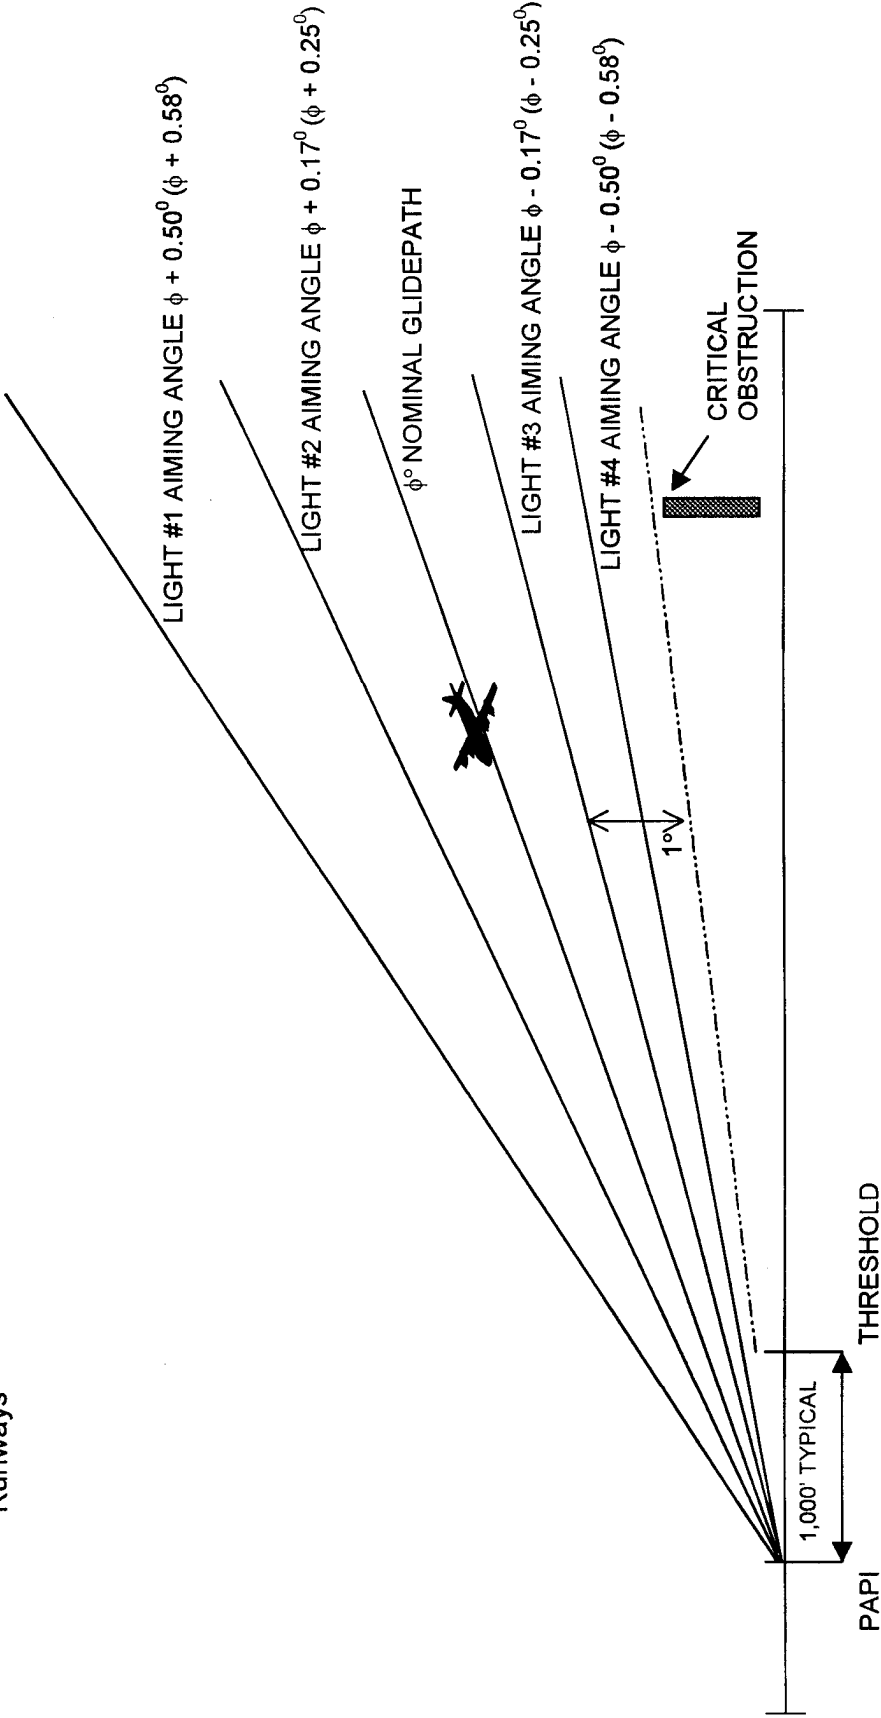 Runways
LIGHT #1 AIMING ANGLE ϕ + 0.50⁰ (ϕ + 0.58⁰)
LIGHT #2 AIMING ANGLE ϕ + 0.17⁰ (ϕ + 0.25⁰)
ϕ° NOMINAL GLIDEPATH
LIGHT #3 AIMING ANGLE ϕ - 0.17⁰ (ϕ - 0.25⁰)
LIGHT #4 AIMING ANGLE ϕ - 0.50⁰ (ϕ - 0.58⁰)
CRITICAL
OBSTRUCTION
1°
1,000' TYPICAL
PAPI
THRESHOLD